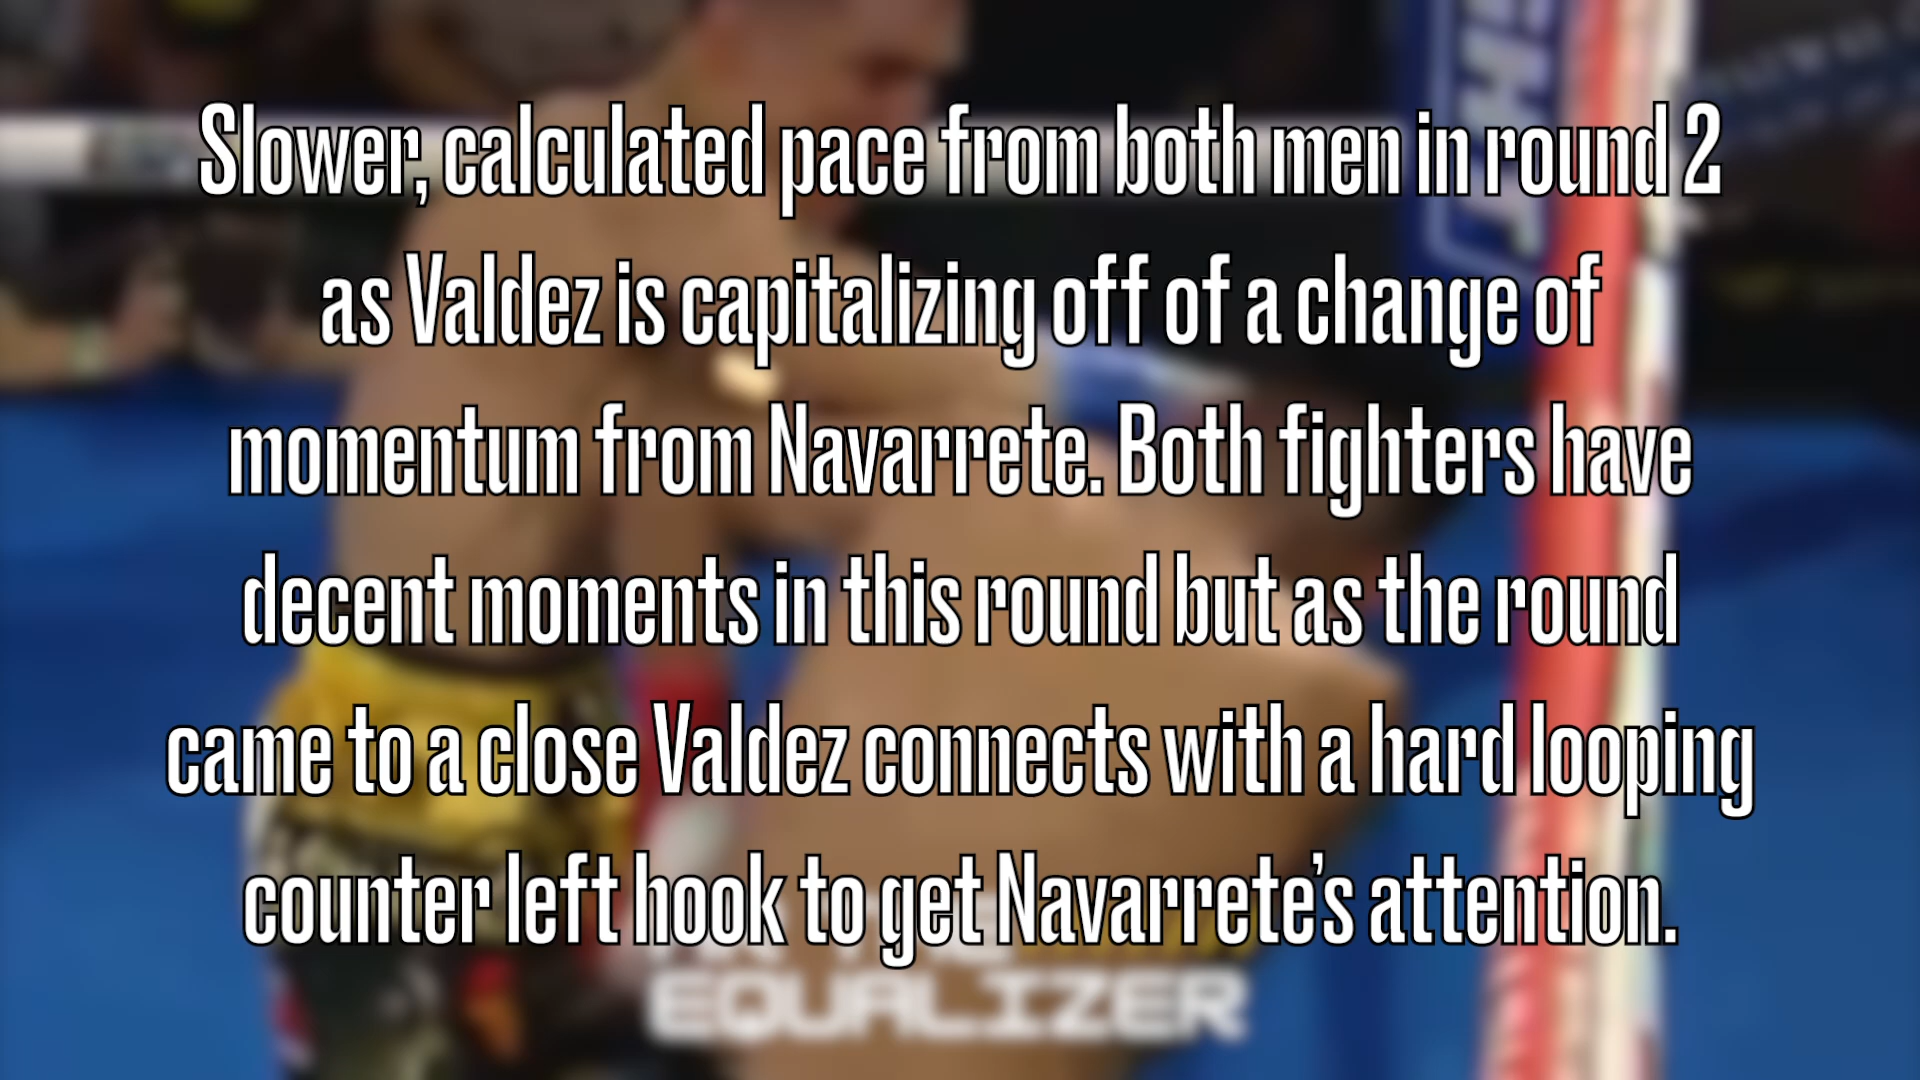 Slower, calculated pace from both men in round 2
as Valdez is capitalizing off of a change of
momentum from Navarrete. Both fighters have
decent moments in this round but as the round
came to a close Valdez connects with a hard looping
counter left hook to get Navarrete's attention.
EQUALIZER